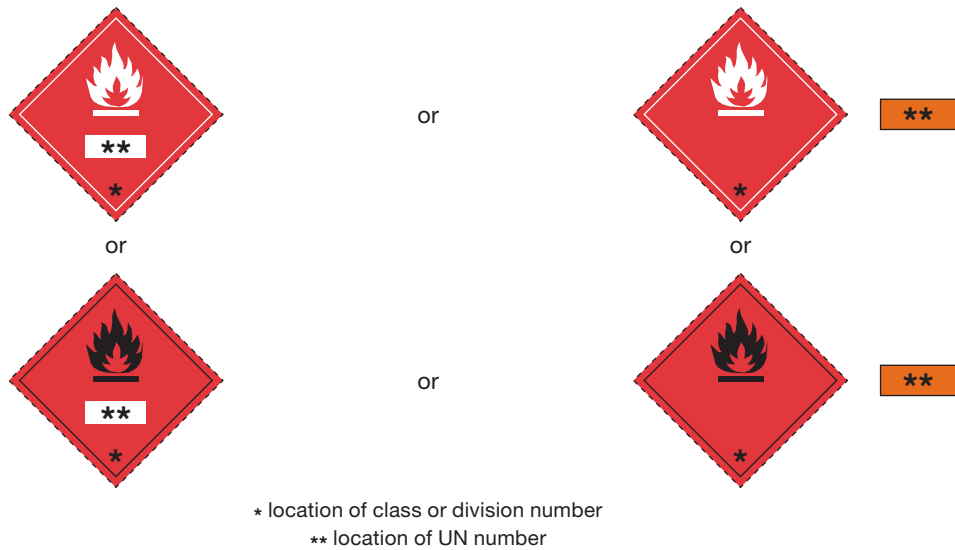 or
**
**
*
*
or
or
or
**
**
*
*
* location of class or division number
** location of UN number